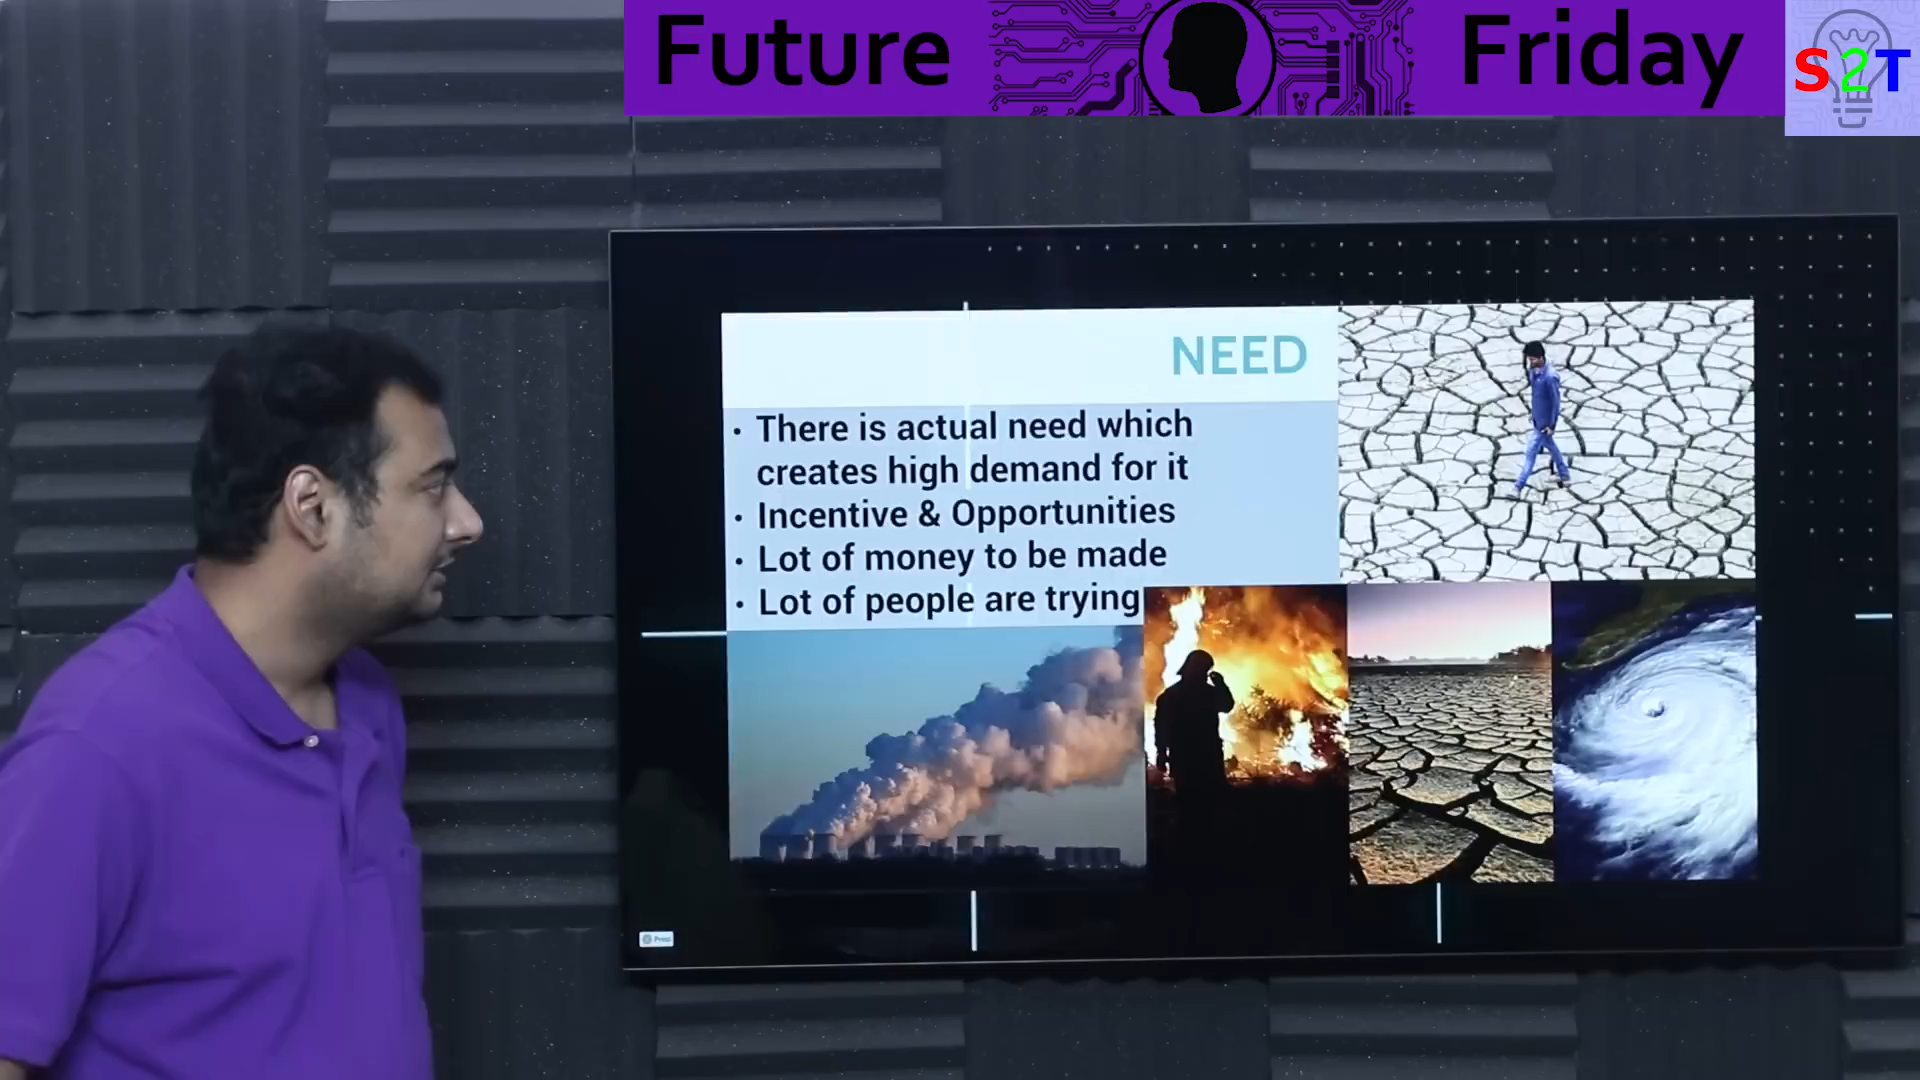 Future Friday
S2T
NEED
• There is actual need which
creates high demand for it
• Incentive & Opportunities
• Lot of money to be made
• Lot of people are trying
Prezi